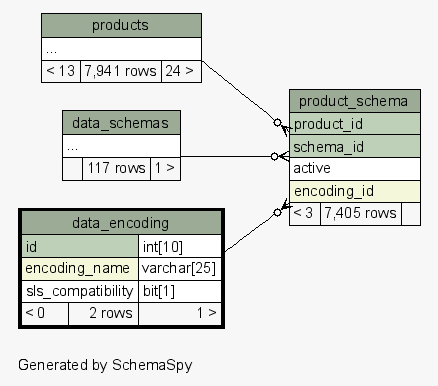 products
...
< 13 7,941 rows 24 >
data_schemas
...
117 rows 1 >
product_schema
product_id
schema_id
active
encoding_id
< 3 7,405 rows
data_encoding
id int[10]
encoding_name varchar[25]
sls_compatibility bit[1]
< 0 2 rows 1 >
Generated by SchemaSpy